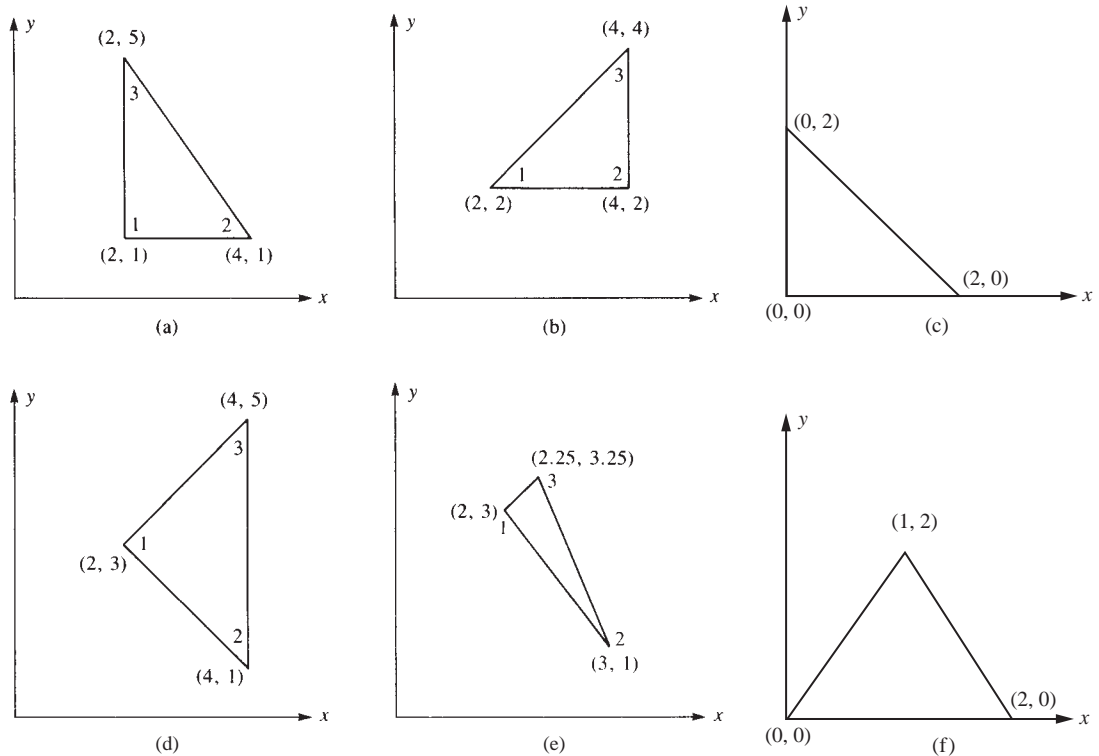 y
(2, 5)
3
1
2
(2, 1)
(4, 1)
x
(a)
y
(4, 4)
3
1
2
(2, 2)
(4, 2)
x
(b)
y
(0, 2)
(2, 0)
(0, 0)
x
(c)
y
(4, 5)
3
1
(2, 3)
2
(4, 1)
x
(d)
y
(2.25, 3.25)
3
(2, 3)
1
2
(3, 1)
x
(e)
y
(1, 2)
(2, 0)
(0, 0)
x
(f)